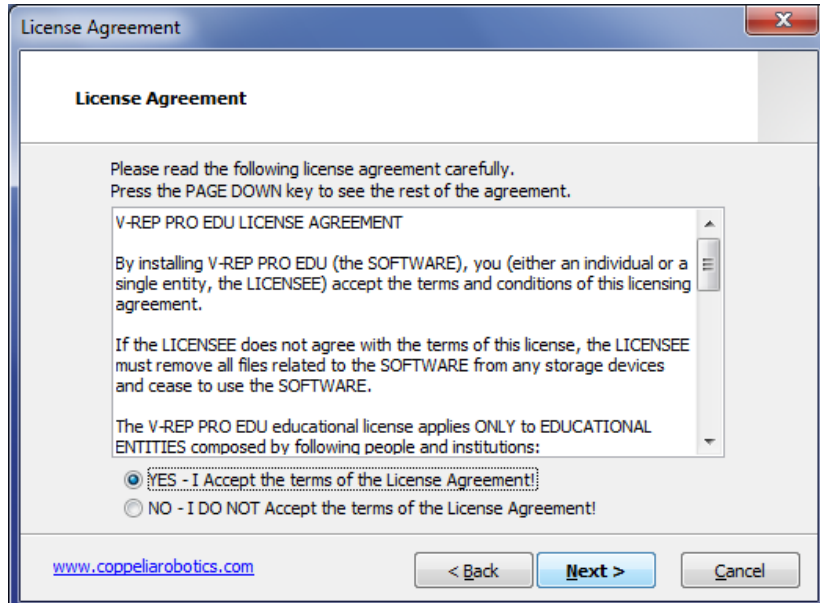 License Agreement
License Agreement
Please read the following license agreement carefully.
Press the PAGE DOWN key to see the rest of the agreement.
V-REP PRO EDU LICENSE AGREEMENT
By installing V-REP PRO EDU (the SOFTWARE), you (either an individual or a
single entity, the LICENSEE) accept the terms and conditions of this licensing
agreement.
If the LICENSEE does not agree with the terms of this license, the LICENSEE
must remove all files related to the SOFTWARE from any storage devices
and cease to use the SOFTWARE.
The V-REP PRO EDU educational license applies ONLY to EDUCATIONAL
ENTITIES composed by following people and institutions:
YES - I Accept the terms of the License Agreement!
NO - I DO NOT Accept the terms of the License Agreement!
www.coppeliarobotics.com
< Back
Next >
Cancel